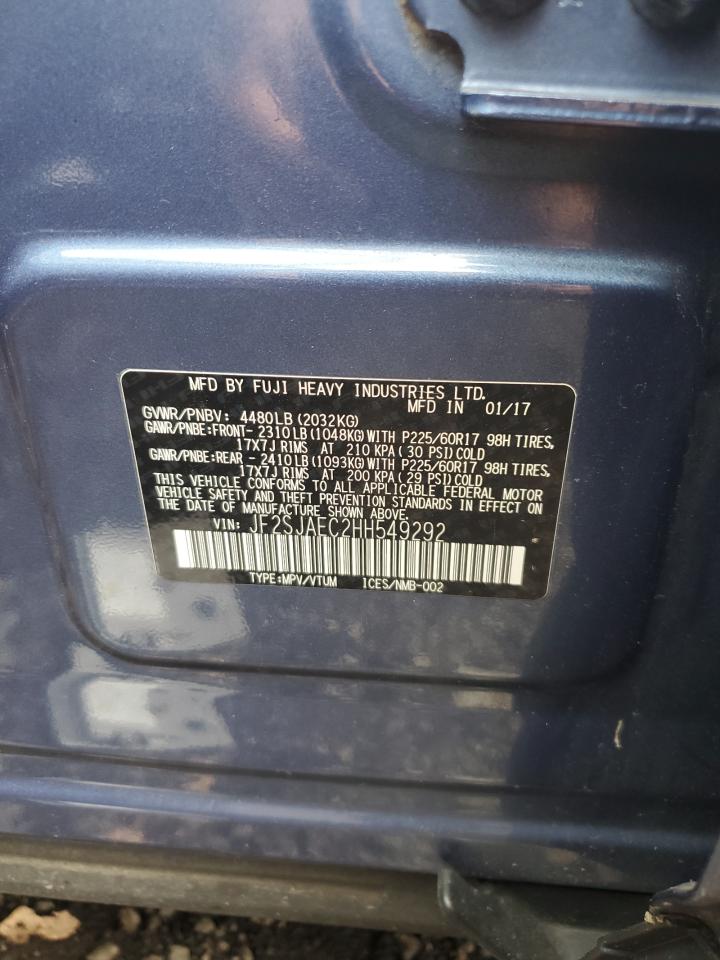 MFD BY FUJI HEAVY INDUSTRIES LTD.
MFD IN 01/17
GVWR/PNBV: 4480LB(2032KG)
GAWR/PNBE:FRONT-2310LB(1048KG)WITH P225/60R17 98H TIRES,
17X7J RIMS AT 210 KPA(30 PSI)COLD
GAWR/PNBE:REAR -2410LB(1093KG)WITH P225/60R17 98H TIRES,
17X7J RIMS AT 200 KPA(29 PSI)COLD
THIS VEHICLE CONFORMS TO ALL APPLICABLE FEDERAL MOTOR
VEHICLE SAFETY AND THEFT PREVENTION STANDARDS IN EFFECT ON
THE DATE OF MANUFACTURE SHOWN ABOVE.
VIN: JF2SJAEC2HH549292
TYPE:MPV/VTUM ICES/NMB-002